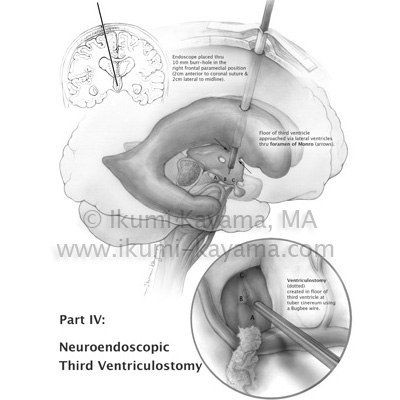 Endoscope placed thru
10 mm burr-hole in the
right frontal paramedial position
(2cm anterior to coronal suture &
2cm lateral to midline).
Floor of third ventricle
approached via lateral ventricles
thru foramen of Monro (arrows).
A B C
© Ikumi Kayama, MA
www.ikumi-kayama.com
Ventriculostomy
(dotted)
created in floor of
third ventricle at
tuber cinereum using
a Bugbee wire.
C
B
A
Part IV:
Neuroendoscopic
Third Ventriculostomy